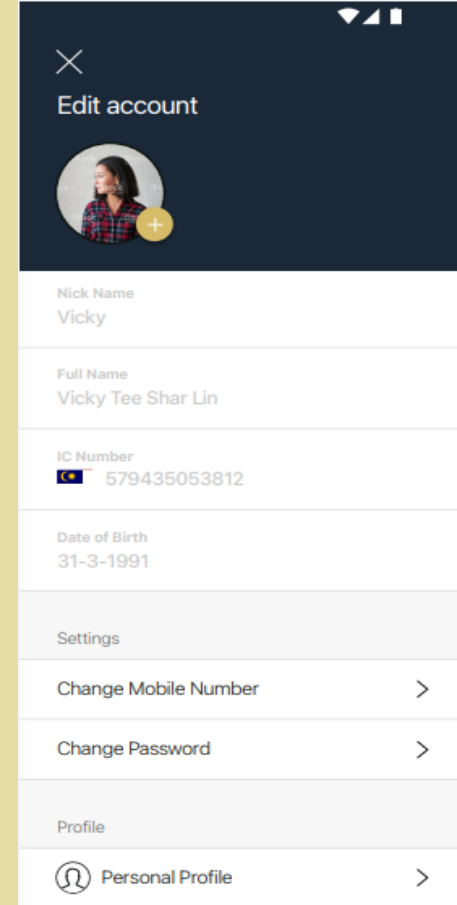 Edit account
Nick Name
Vicky
Full Name
Vicky Tee Shar Lin
IC Number
579435053812
Date of Birth
31-3-1991
Settings
Change Mobile Number
Change Password
Profile
Personal Profile